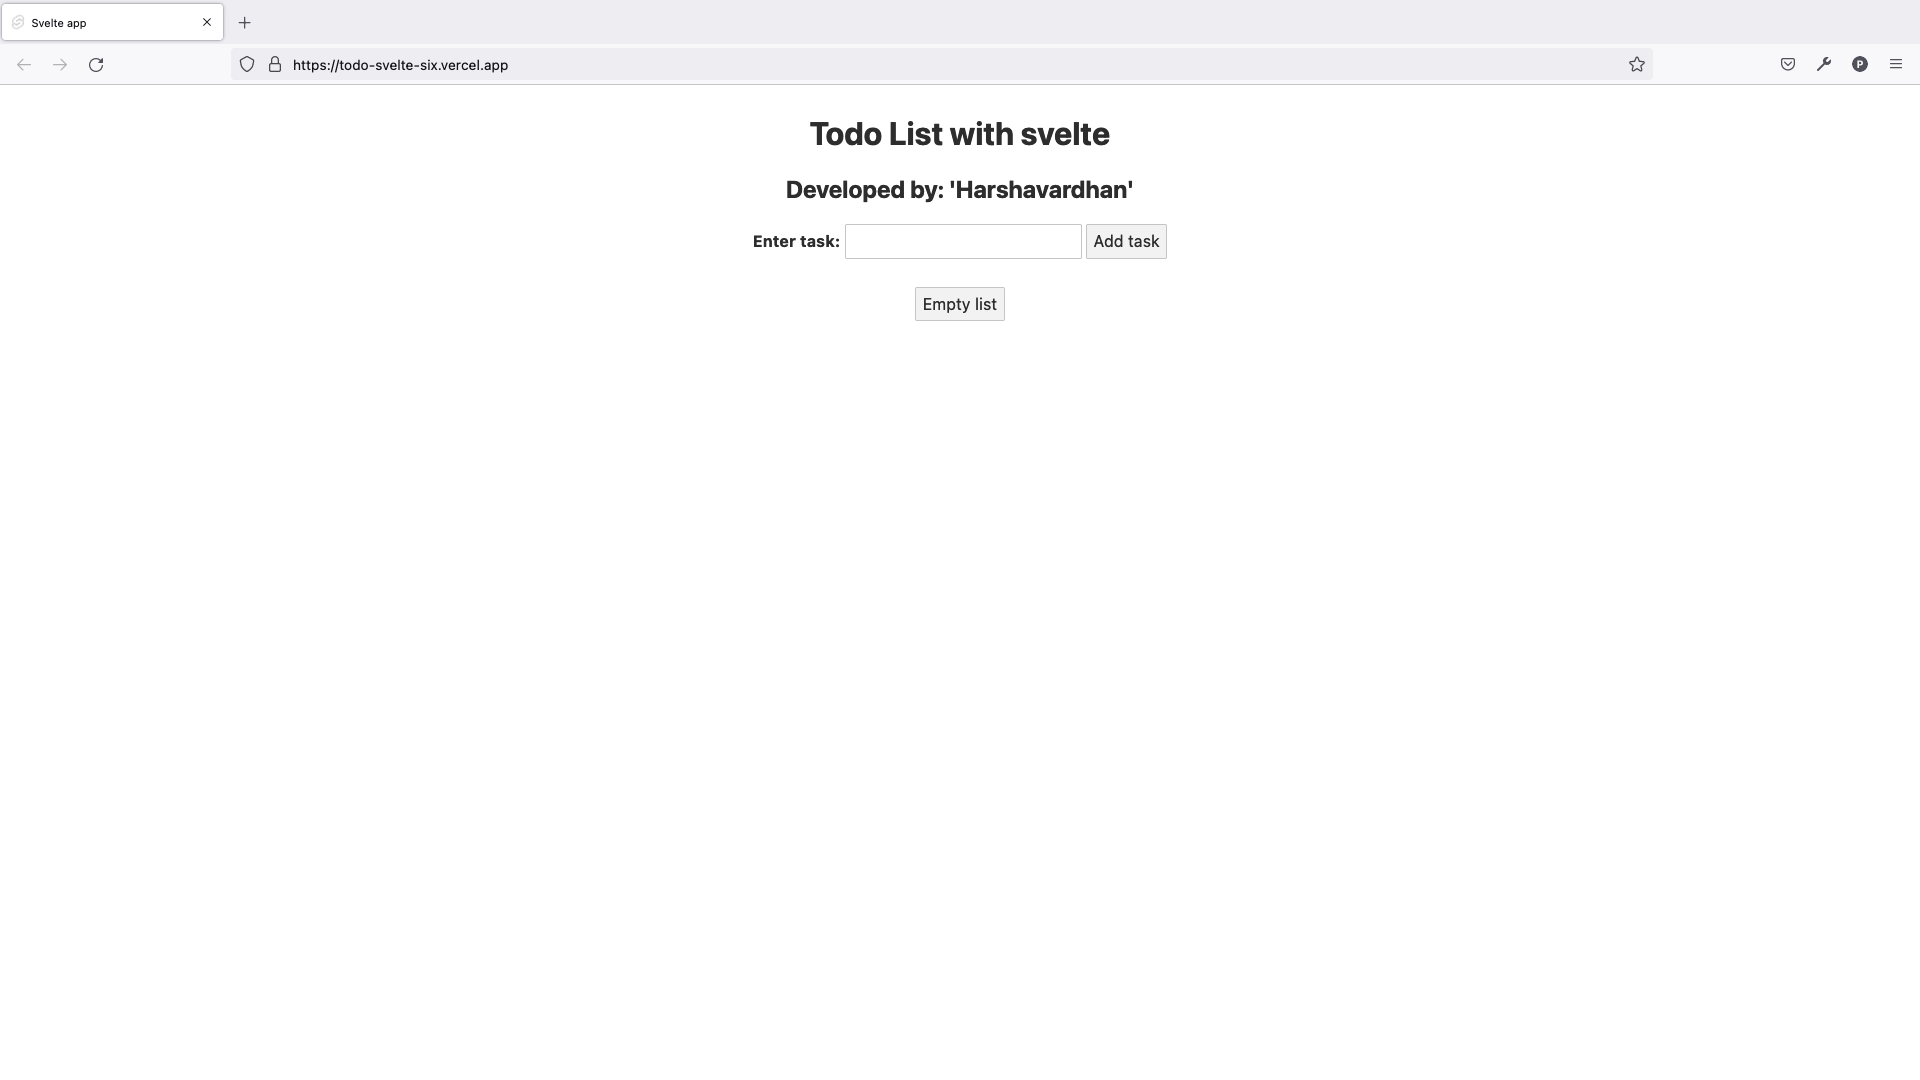 Svelte app
https://todo-svelte-six.vercel.app
P
Todo List with svelte
Developed by: 'Harshavardhan'
Enter task: Add task
Empty list